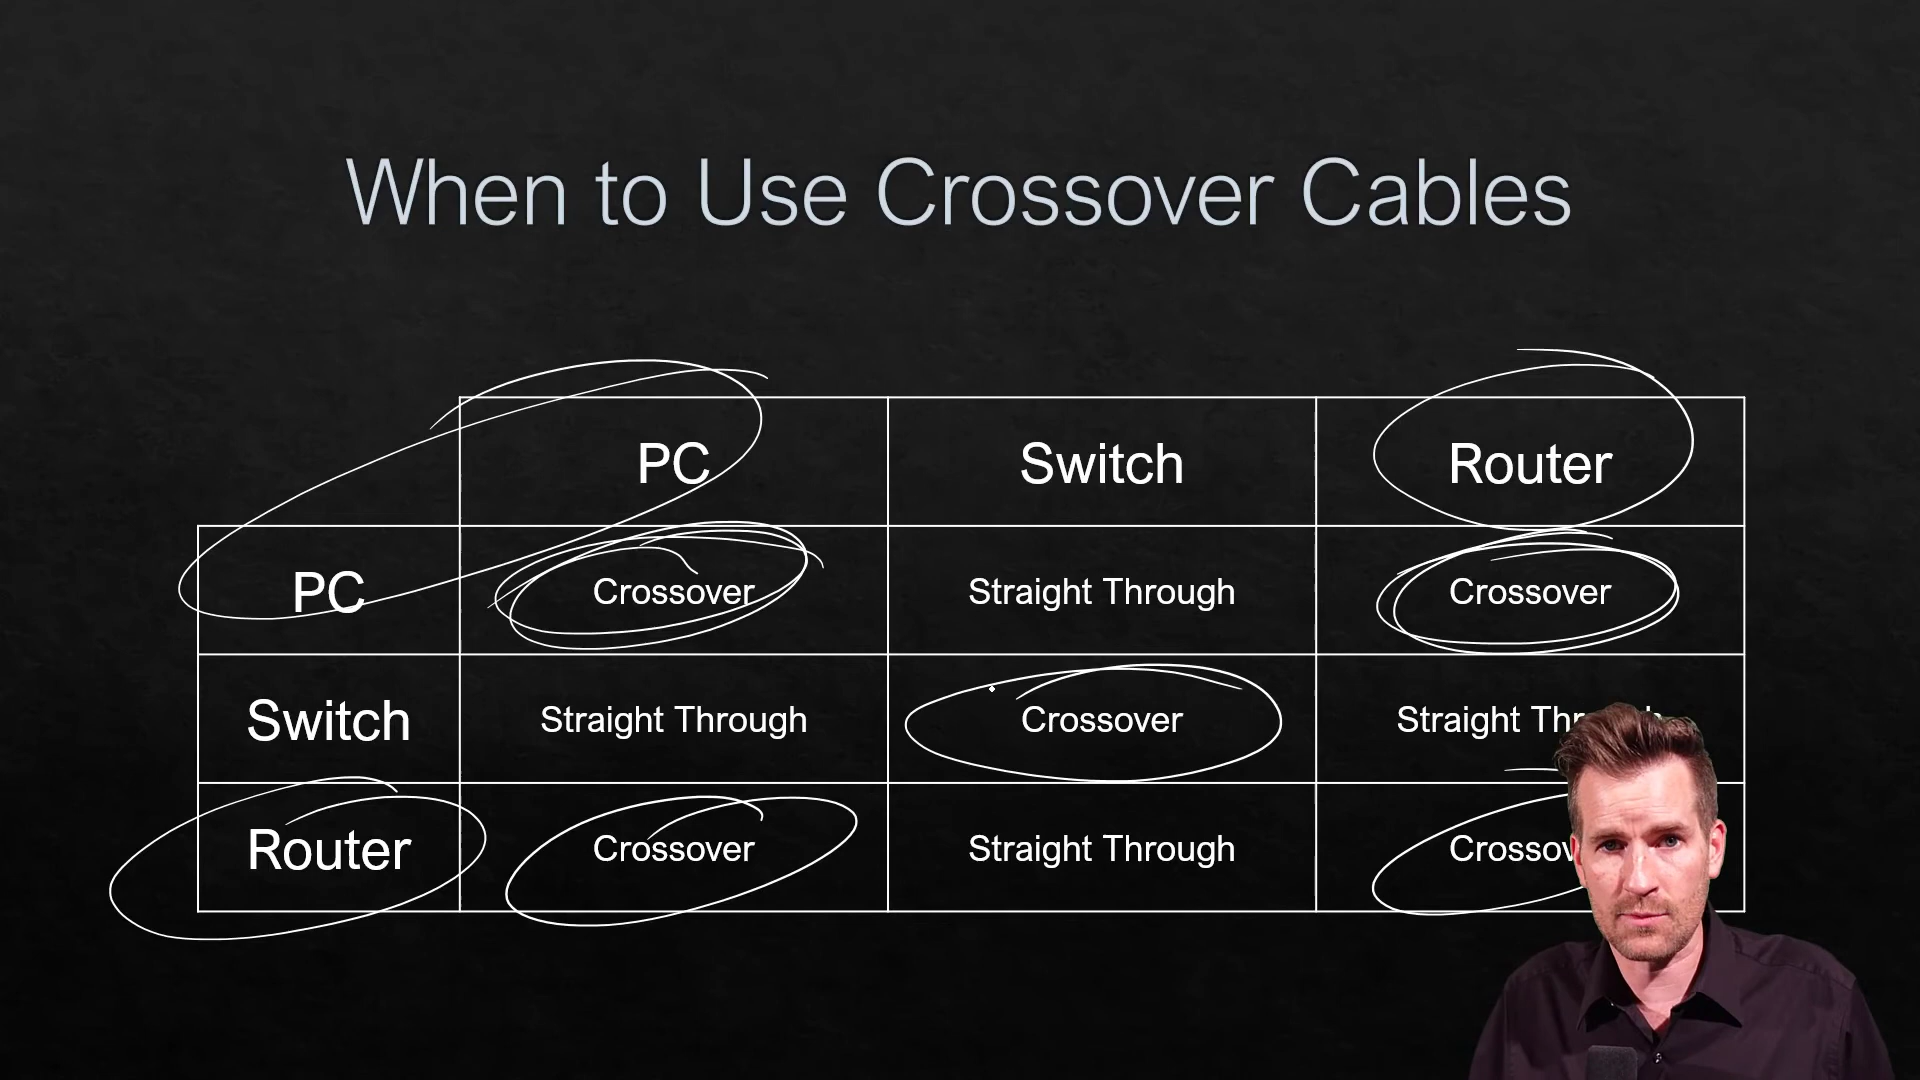 When to Use Crossover Cables
PC Switch Router
PC Crossover Straight Through Crossover
Switch Straight Through Crossover Straight
Router Crossover Straight Through